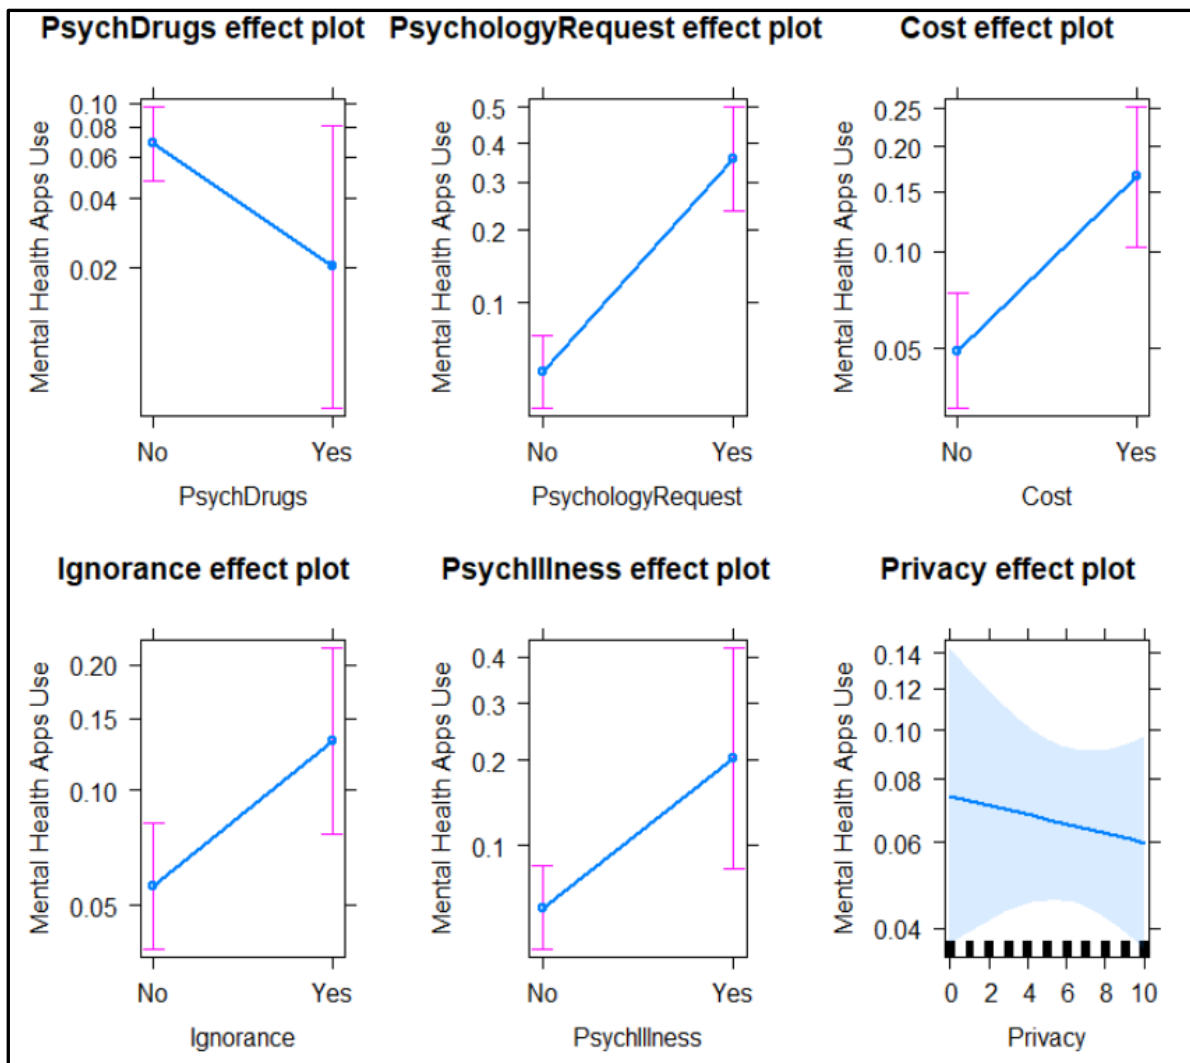 PsychDrugs effect plot
Mental Health Apps Use
0.10
0.08
0.06
0.04
0.02
No Yes
PsychDrugs
PsychologyRequest effect plot
Mental Health Apps Use
0.5
0.4
0.3
0.2
0.1
No Yes
PsychologyRequest
Cost effect plot
Mental Health Apps Use
0.25
0.20
0.15
0.10
0.05
No Yes
Cost
Ignorance effect plot
Mental Health Apps Use
0.20
0.15
0.10
0.05
No Yes
Ignorance
PsychIllness effect plot
Mental Health Apps Use
0.4
0.3
0.2
0.1
No Yes
PsychIllness
Privacy effect plot
Mental Health Apps Use
0.14
0.12
0.10
0.08
0.06
0.04
0 2 4 6 8 10
Privacy